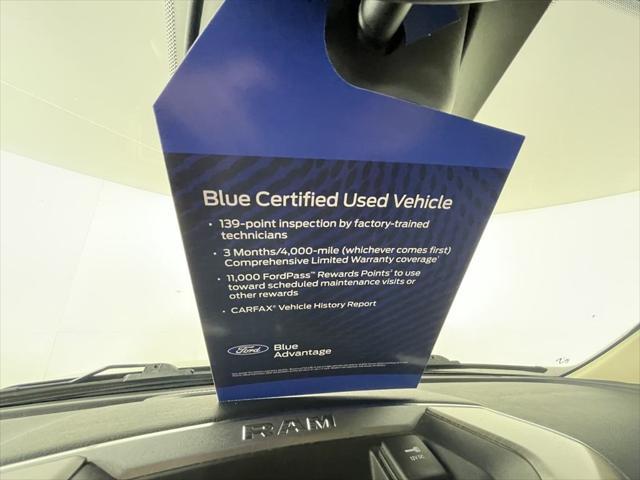 Blue Certified Used Vehicle
• 139-point inspection by factory-trained
technicians
• 3 Months/4,000-mile (whichever comes first)
Comprehensive Limited Warranty coverage¹
• 11,000 FordPass™ Rewards Points² to use
toward scheduled maintenance visits or
other rewards
• CARFAX® Vehicle History Report
Ford
Blue
Advantage
RAM
12V DC